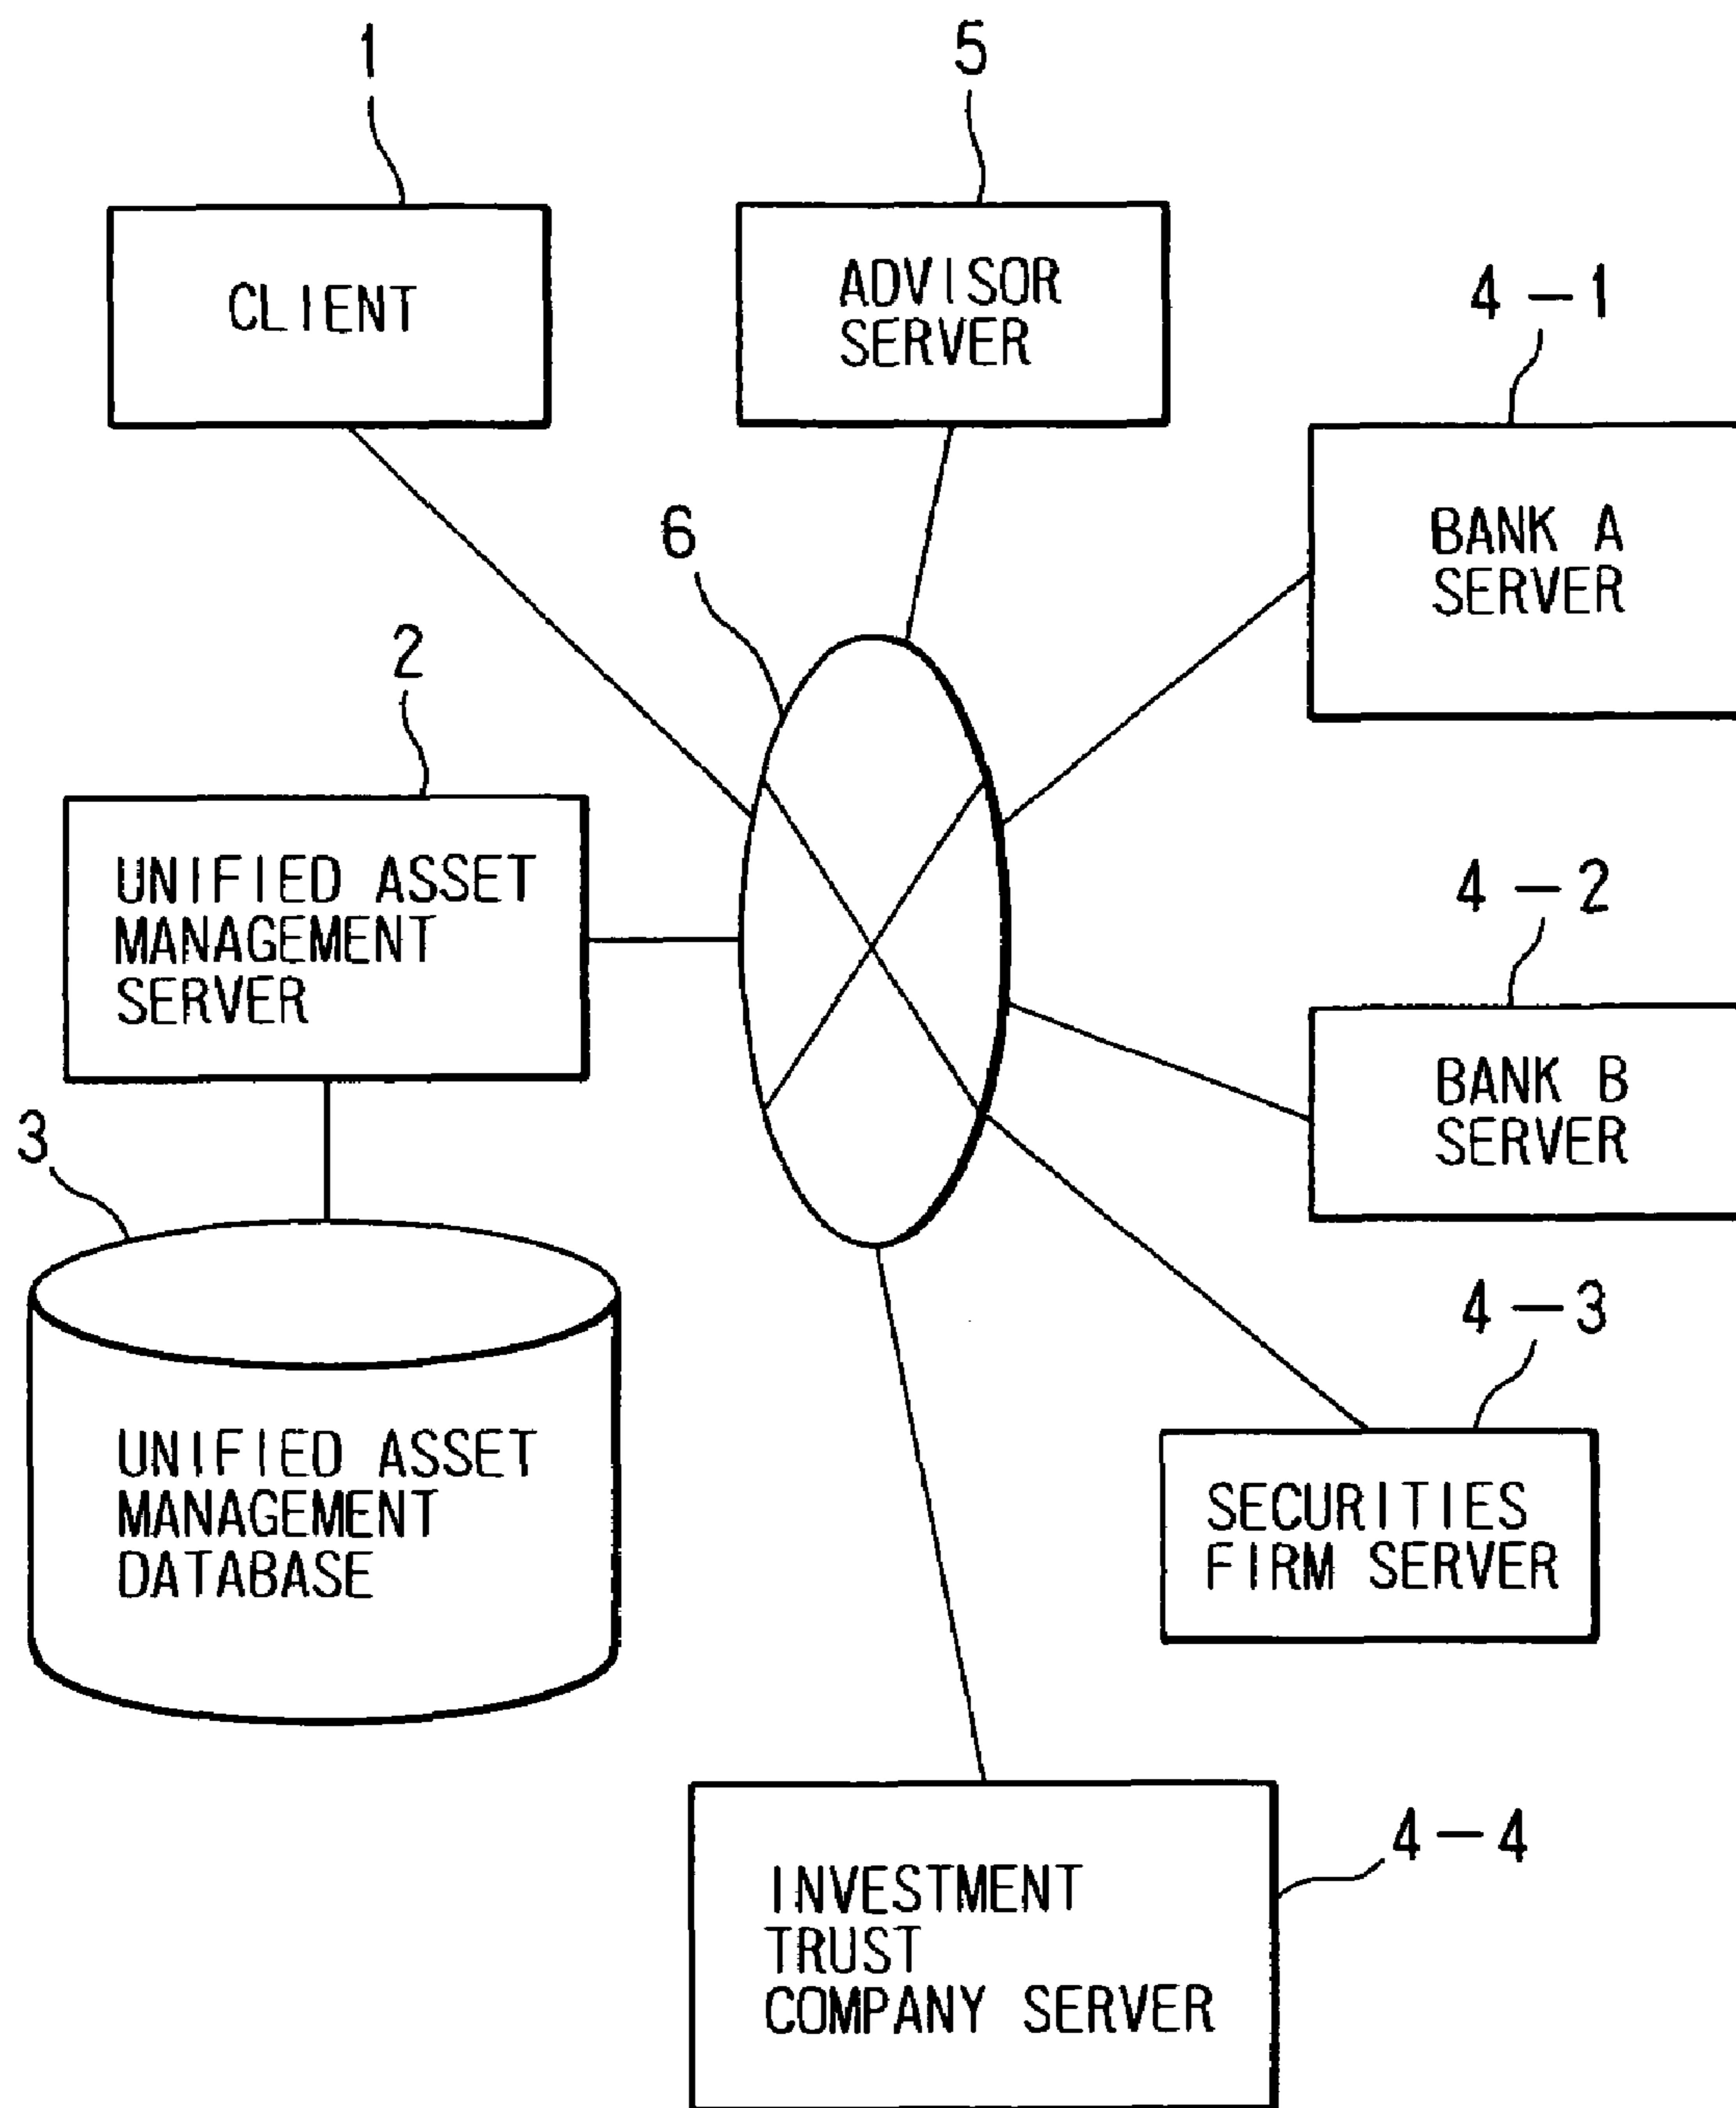 1
5
CLIENT
ADVISOR
SERVER
4-1
BANK A
SERVER
6
2
UNIFIED ASSET
MANAGEMENT
SERVER
4-2
BANK B
SERVER
3
UNIFIED ASSET
MANAGEMENT
DATABASE
4-3
SECURITIES
FIRM SERVER
4-4
INVESTMENT
TRUST
COMPANY SERVER